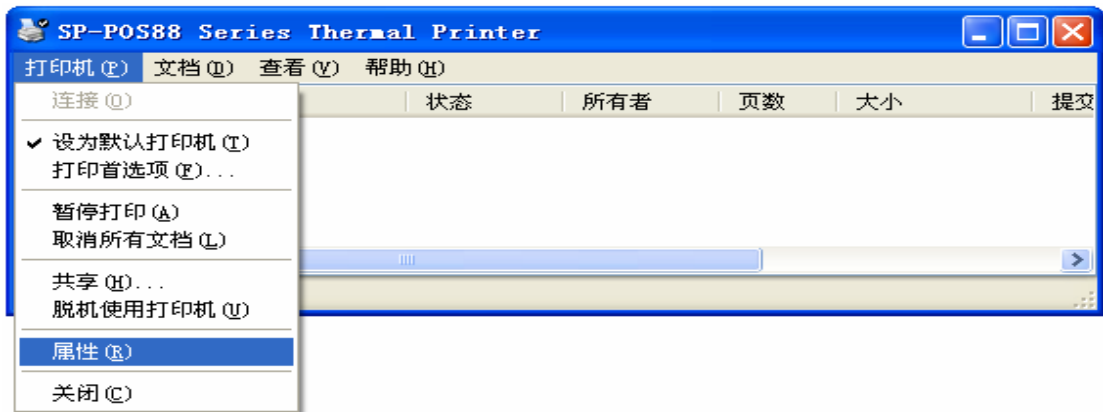 SP-POS88 Series Thermal Printer
打印机(P) 文档(D) 查看(V) 帮助(H)
状态 所有者 页数 大小 提交
连接(O)
设为默认打印机(T)
打印首选项(F)...
暂停打印(A)
取消所有文档(L)
共享(H)...
脱机使用打印机(U)
属性(R)
关闭(C)